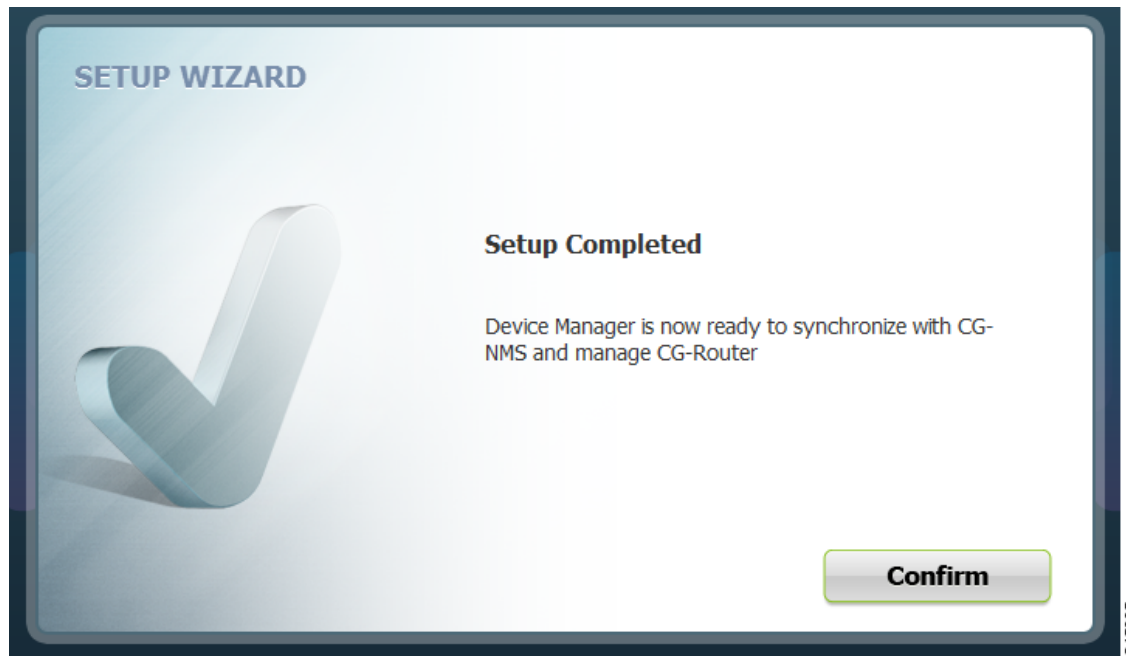 SETUP WIZARD
Setup Completed
Device Manager is now ready to synchronize with CG-
NMS and manage CG-Router
Confirm